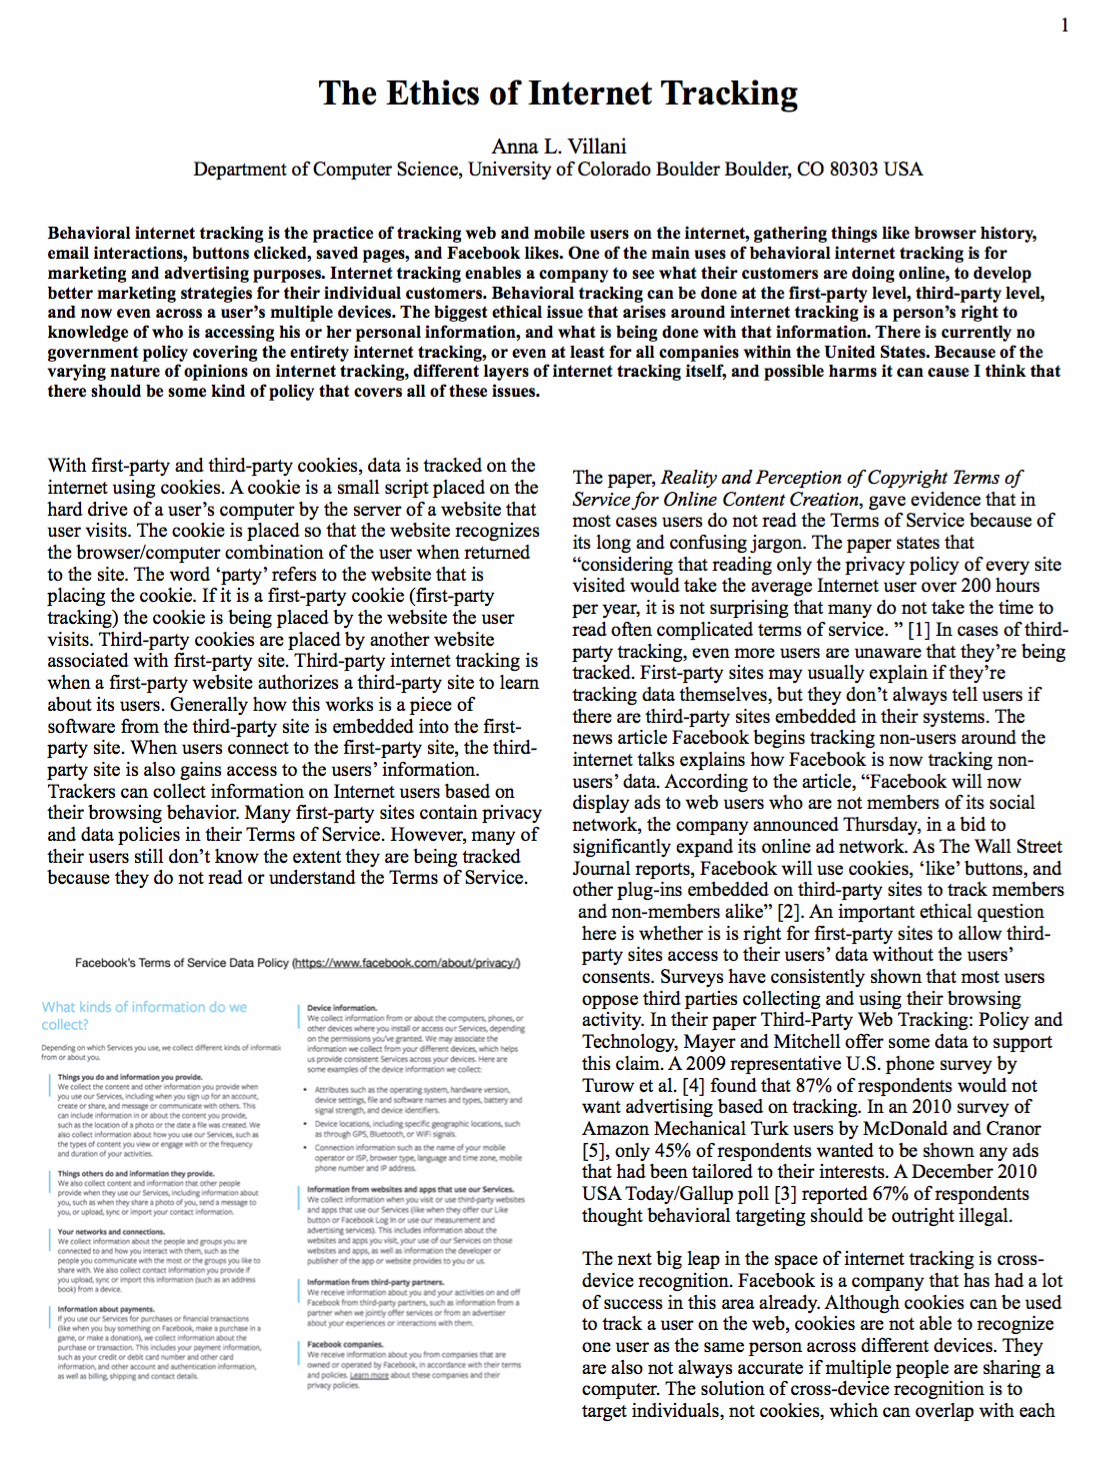 1
The Ethics of Internet Tracking
Anna L. Villani
Department of Computer Science, University of Colorado Boulder Boulder, CO 80303 USA
Behavioral internet tracking is the practice of tracking web and mobile users on the internet, gathering things like browser history,
email interactions, buttons clicked, saved pages, and Facebook likes. One of the main uses of behavioral internet tracking is for
marketing and advertising purposes. Internet tracking enables a company to see what their customers are doing online, to develop
better marketing strategies for their individual customers. Behavioral tracking can be done at the first-party level, third-party level,
and now even across a user's multiple devices. The biggest ethical issue that arises around internet tracking is a person's right to
knowledge of who is accessing his or her personal information, and what is being done with that information. There is currently no
government policy covering the entirety internet tracking, or even at least for all companies within the United States. Because of the
varying nature of opinions on internet tracking, different layers of internet tracking itself, and possible harms it can cause I think that
there should be some kind of policy that covers all of these issues.
With first-party and third-party cookies, data is tracked on the
internet using cookies. A cookie is a small script placed on the
hard drive of a user's computer by the server of a website that
user visits. The cookie is placed so that the website recognizes
the browser/computer combination of the user when returned
to the site. The word ‘party’ refers to the website that is
placing the cookie. If it is a first-party cookie (first-party
tracking) the cookie is being placed by the website the user
visits. Third-party cookies are placed by another website
associated with first-party site. Third-party internet tracking is
when a first-party website authorizes a third-party site to learn
about its users. Generally how this works is a piece of
software from the third-party site is embedded into the first-
party site. When users connect to the first-party site, the third-
party site is also gains access to the users’ information.
Trackers can collect information on Internet users based on
their browsing behavior. Many first-party sites contain privacy
and data policies in their Terms of Service. However, many of
their users still don’t know the extent they are being tracked
because they do not read or understand the Terms of Service.
Facebook's Terms of Service Data Policy (https://www.facebook.com/about/privacy/)
What kinds of information do we
collect?
Depending on which Services you use, we collect different kinds of informatic
from or about you.
Things you do and information you provide.
We collect the content and other information you provide when
you use our Services, including when you sign up for an account,
create or share, and message or communicate with others. This
can include information in or about the content you provide,
such as the location of a photo or the date a file was created. We
also collect information about how you use our Services, such as
the types of content you view or engage with or the frequency
and duration of your activities.
Things others do and information they provide.
We also collect content and information that other people
provide when they use our Services, including information about
you, such as when they share a photo of you, send a message to
you, or upload, sync or import your contact information.
Your networks and connections.
We collect information about the people and groups you are
connected to and how you interact with them, such as the
people you communicate with the most or the groups you like to
share with. We also collect contact information you provide if
you upload, sync or import this information (such as an address
book) from a device.
Information about payments.
If you use our Services for purchases or financial transactions
(like when you buy something on Facebook, make a purchase in a
game, or make a donation), we collect information about the
purchase or transaction. This includes your payment information,
such as your credit or debit card number and other card
information, and other account and authentication information,
as well as billing, shipping and contact details.
Device information.
We collect information from or about the computers, phones, or
other devices where you install or access our Services, depending
on the permissions you've granted. We may associate the
information we collect from your different devices, which helps
us provide consistent Services across your devices. Here are
some examples of the device information we collect:
• Attributes such as the operating system, hardware version,
device settings, file and software names and types, battery and
signal strength, and device identifiers.
• Device locations, including specific geographic locations, such
as through GPS, Bluetooth, or WiFi signals.
• Connection information such as the name of your mobile
operator or ISP, browser type, language and time zone, mobile
phone number and IP address.
Information from websites and apps that use our Services.
We collect information when you visit or use third-party websites
and apps that use our Services (like when they offer our Like
button or Facebook Log In or use our measurement and
advertising services). This includes information about the
websites and apps you visit, your use of our Services on those
websites and apps, as well as information the developer or
publisher of the app or website provides to you or us.
Information from third-party partners.
We receive information about you and your activities on and off
Facebook from third-party partners, such as information from a
partner when we jointly offer services or from an advertiser
about your experiences or interactions with them.
Facebook companies.
We receive information about you from companies that are
owned or operated by Facebook, in accordance with their terms
and policies. Learn more about these companies and their
privacy policies.
The paper, Reality and Perception of Copyright Terms of
Service for Online Content Creation, gave evidence that in
most cases users do not read the Terms of Service because of
its long and confusing jargon. The paper states that
“considering that reading only the privacy policy of every site
visited would take the average Internet user over 200 hours
per year, it is not surprising that many do not take the time to
read often complicated terms of service. ” [1] In cases of third-
party tracking, even more users are unaware that they’re being
tracked. First-party sites may usually explain if they’re
tracking data themselves, but they don’t always tell users if
there are third-party sites embedded in their systems. The
news article Facebook begins tracking non-users around the
internet talks explains how Facebook is now tracking non-
users’ data. According to the article, “Facebook will now
display ads to web users who are not members of its social
network, the company announced Thursday, in a bid to
significantly expand its online ad network. As The Wall Street
Journal reports, Facebook will use cookies, ‘like’ buttons, and
other plug-ins embedded on third-party sites to track members
and non-members alike” [2]. An important ethical question
here is whether is is right for first-party sites to allow third-
party sites access to their users’ data without the users’
consents. Surveys have consistently shown that most users
oppose third parties collecting and using their browsing
activity. In their paper Third-Party Web Tracking: Policy and
Technology, Mayer and Mitchell offer some data to support
this claim. A 2009 representative U.S. phone survey by
Turow et al. [4] found that 87% of respondents would not
want advertising based on tracking. In an 2010 survey of
Amazon Mechanical Turk users by McDonald and Cranor
[5], only 45% of respondents wanted to be shown any ads
that had been tailored to their interests. A December 2010
USA Today/Gallup poll [3] reported 67% of respondents
thought behavioral targeting should be outright illegal.
The next big leap in the space of internet tracking is cross-
device recognition. Facebook is a company that has had a lot
of success in this area already. Although cookies can be used
to track a user on the web, cookies are not able to recognize
one user as the same person across different devices. They
are also not always accurate if multiple people are sharing a
computer. The solution of cross-device recognition is to
target individuals, not cookies, which can overlap with each